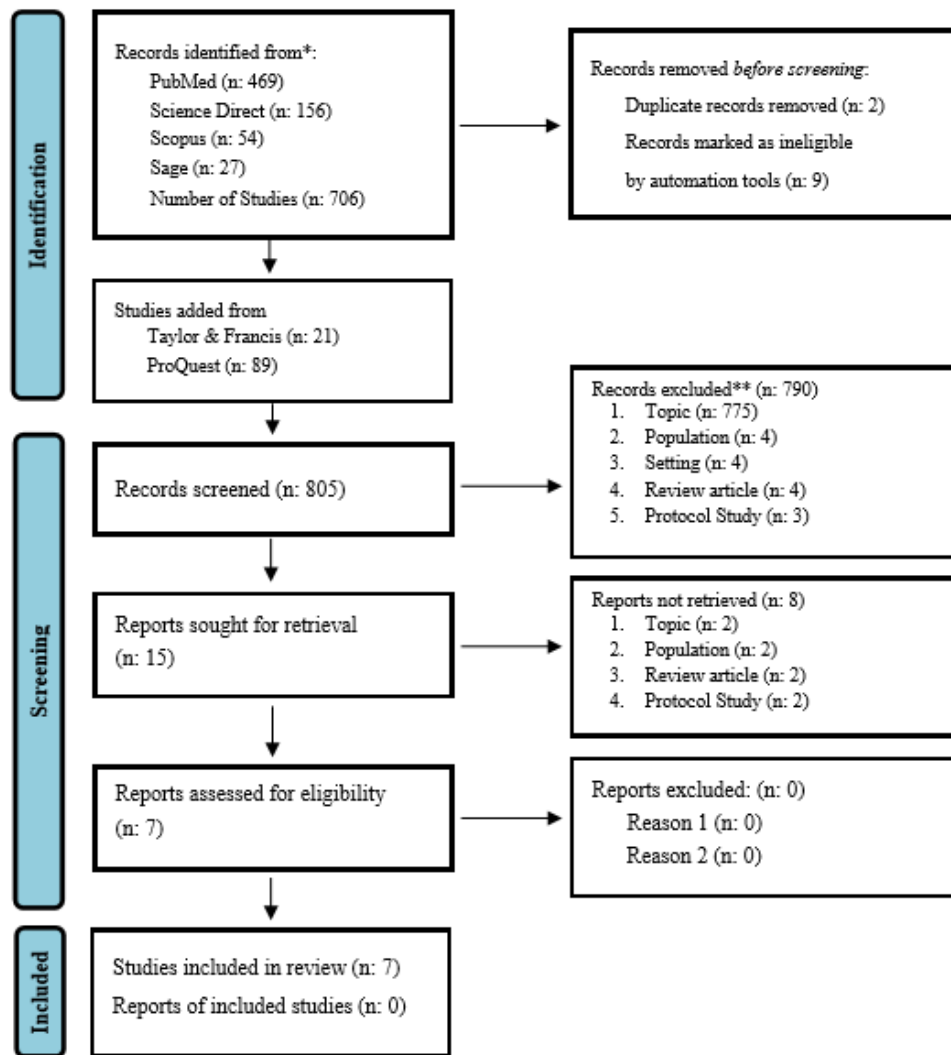 Identification
Records identified from*:
PubMed (n: 469)
Science Direct (n: 156)
Scopus (n: 54)
Sage (n: 27)
Number of Studies (n: 706)
Records removed before screening:
Duplicate records removed (n: 2)
Records marked as ineligible
by automation tools (n: 9)
Studies added from
Taylor & Francis (n: 21)
ProQuest (n: 89)
Screening
Records screened (n: 805)
Records excluded** (n: 790)
1. Topic (n: 775)
2. Population (n: 4)
3. Setting (n: 4)
4. Review article (n: 4)
5. Protocol Study (n: 3)
Reports sought for retrieval
(n: 15)
Reports not retrieved (n: 8)
1. Topic (n: 2)
2. Population (n: 2)
3. Review article (n: 2)
4. Protocol Study (n: 2)
Reports assessed for eligibility
(n: 7)
Reports excluded: (n: 0)
Reason 1 (n: 0)
Reason 2 (n: 0)
Included
Studies included in review (n: 7)
Reports of included studies (n: 0)